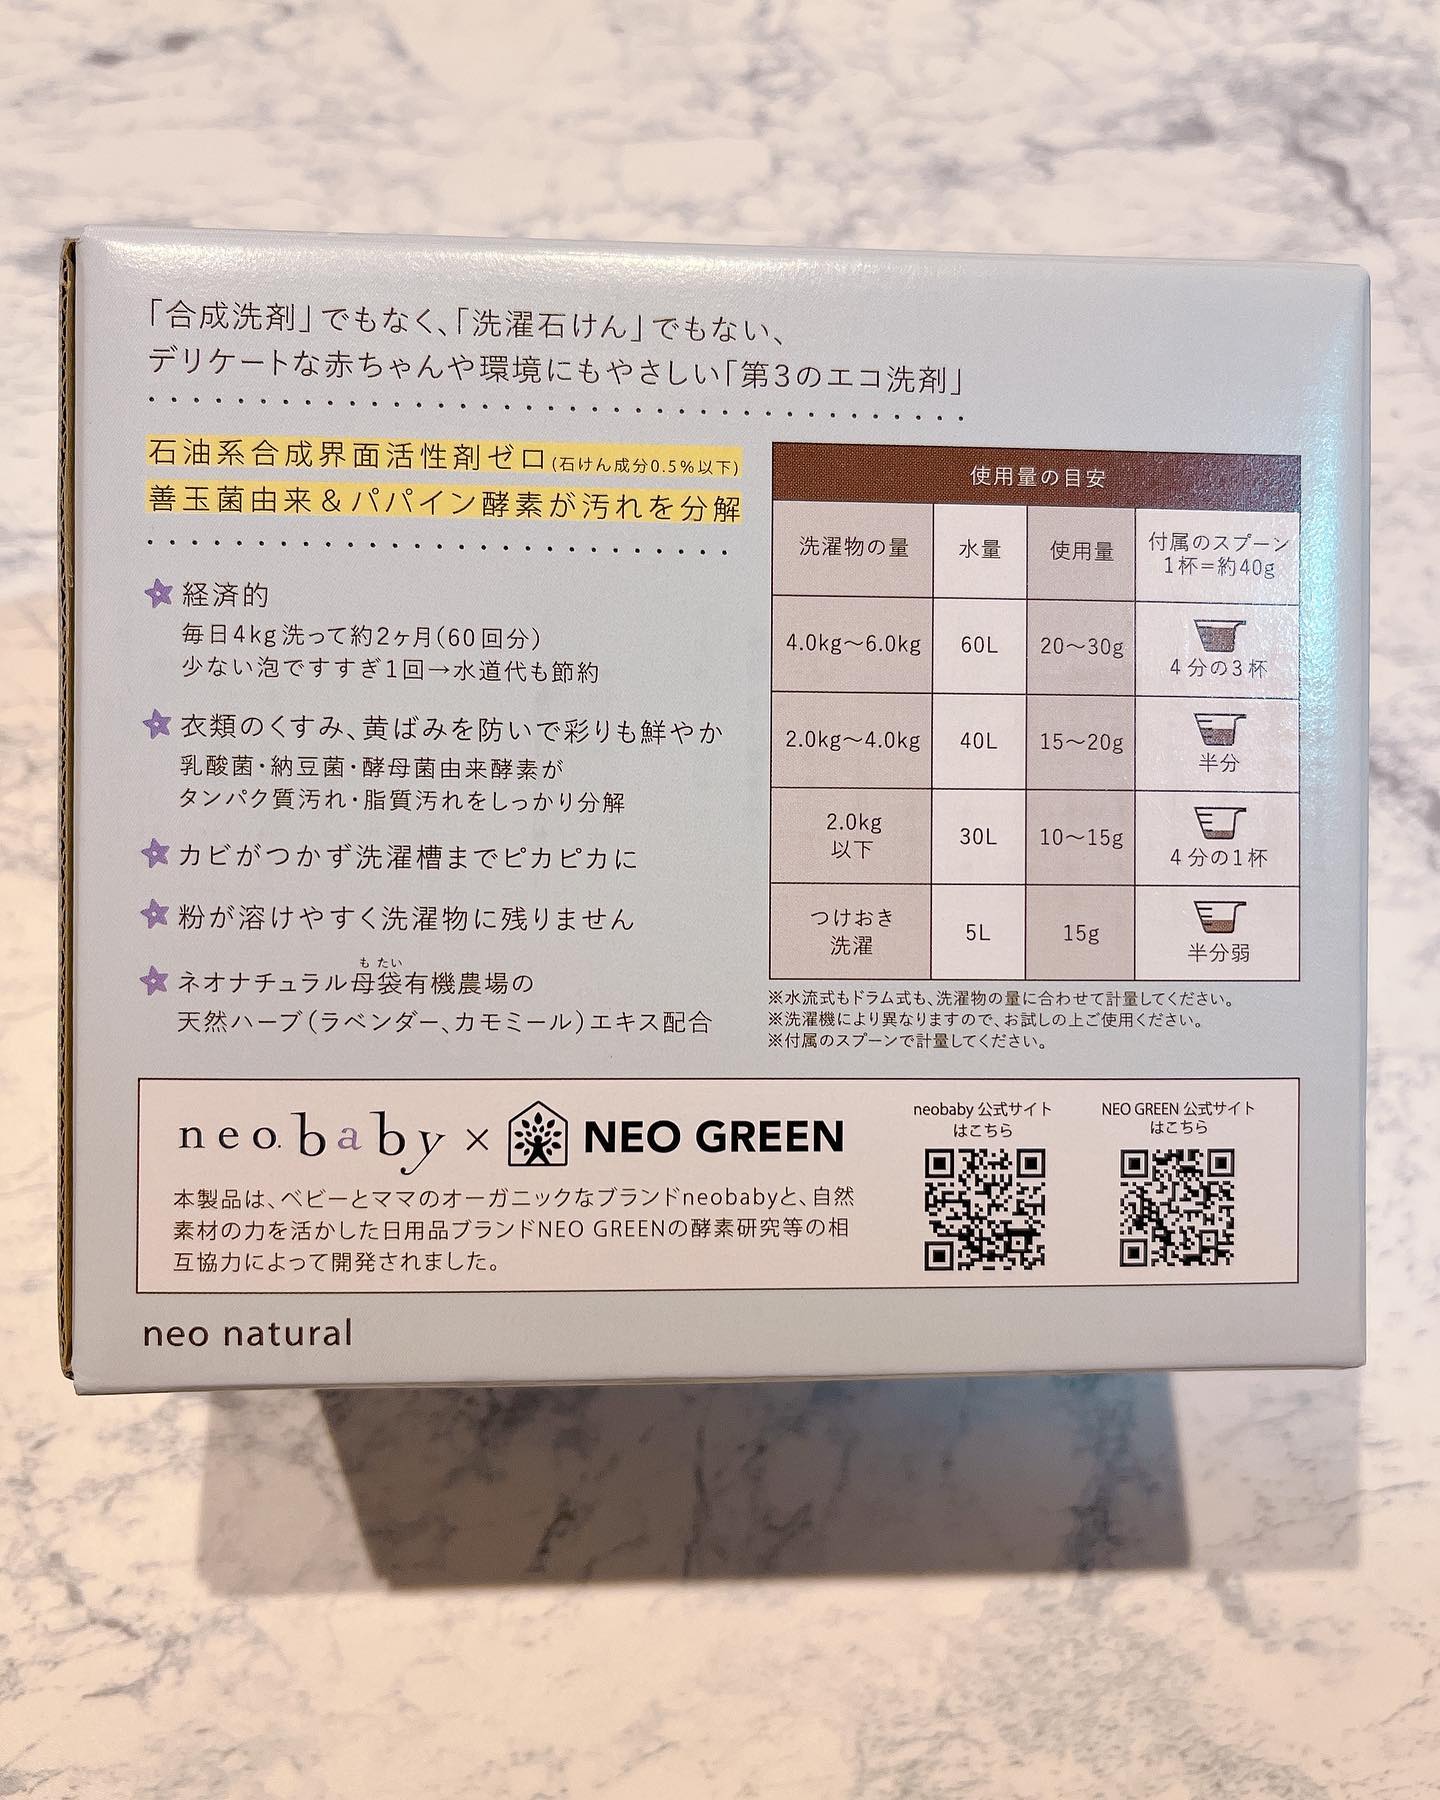 「合成洗剤」でもなく、「洗濯石けん」でもない、
デリケートな赤ちゃんや環境にもやさしい「第3のエコ洗剤」
石油系合成界面活性剤ゼロ(石けん成分0.5%以下)
善玉菌由来&パパイン酵素が汚れを分解
経済的
毎日4kg洗って約2ヶ月(60回分)
少ない泡ですすぎ1回→水道代も節約
衣類のくすみ、黄ばみを防いで彩りも鮮やか
乳酸菌・納豆菌・酵母菌由来酵素が
タンパク質汚れ・脂質汚れをしっかり分解
カビがつかず洗濯槽までピカピカに
粉が溶けやすく洗濯物に残りません
もたい
ネオナチュラル母袋有機農場の
天然ハーブ(ラベンダー、カモミール)エキス配合
使用量の目安
洗濯物の量 水量 使用量 付属のスプーン
1杯=約40g
4.0kg〜6.0kg 60L 20〜30g 4分の3杯
2.0kg〜4.0kg 40L 15〜20g 半分
2.0kg
以下 30L 10〜15g 4分の1杯
つけおき
洗濯 5L 15g 半分弱
※水流式もドラム式も、洗濯物の量に合わせて計量してください。
※洗濯機により異なりますので、お試しの上ご使用ください。
※付属のスプーンで計量してください。
neo baby × NEO GREEN
本製品は、ベビーとママのオーガニックなブランドneobabyと、自然
素材の力を活かした日用品ブランドNEO GREENの酵素研究等の相
互協力によって開発されました。
neobaby 公式サイト
はこちら
NEO GREEN 公式サイト
はこちら
neo natural